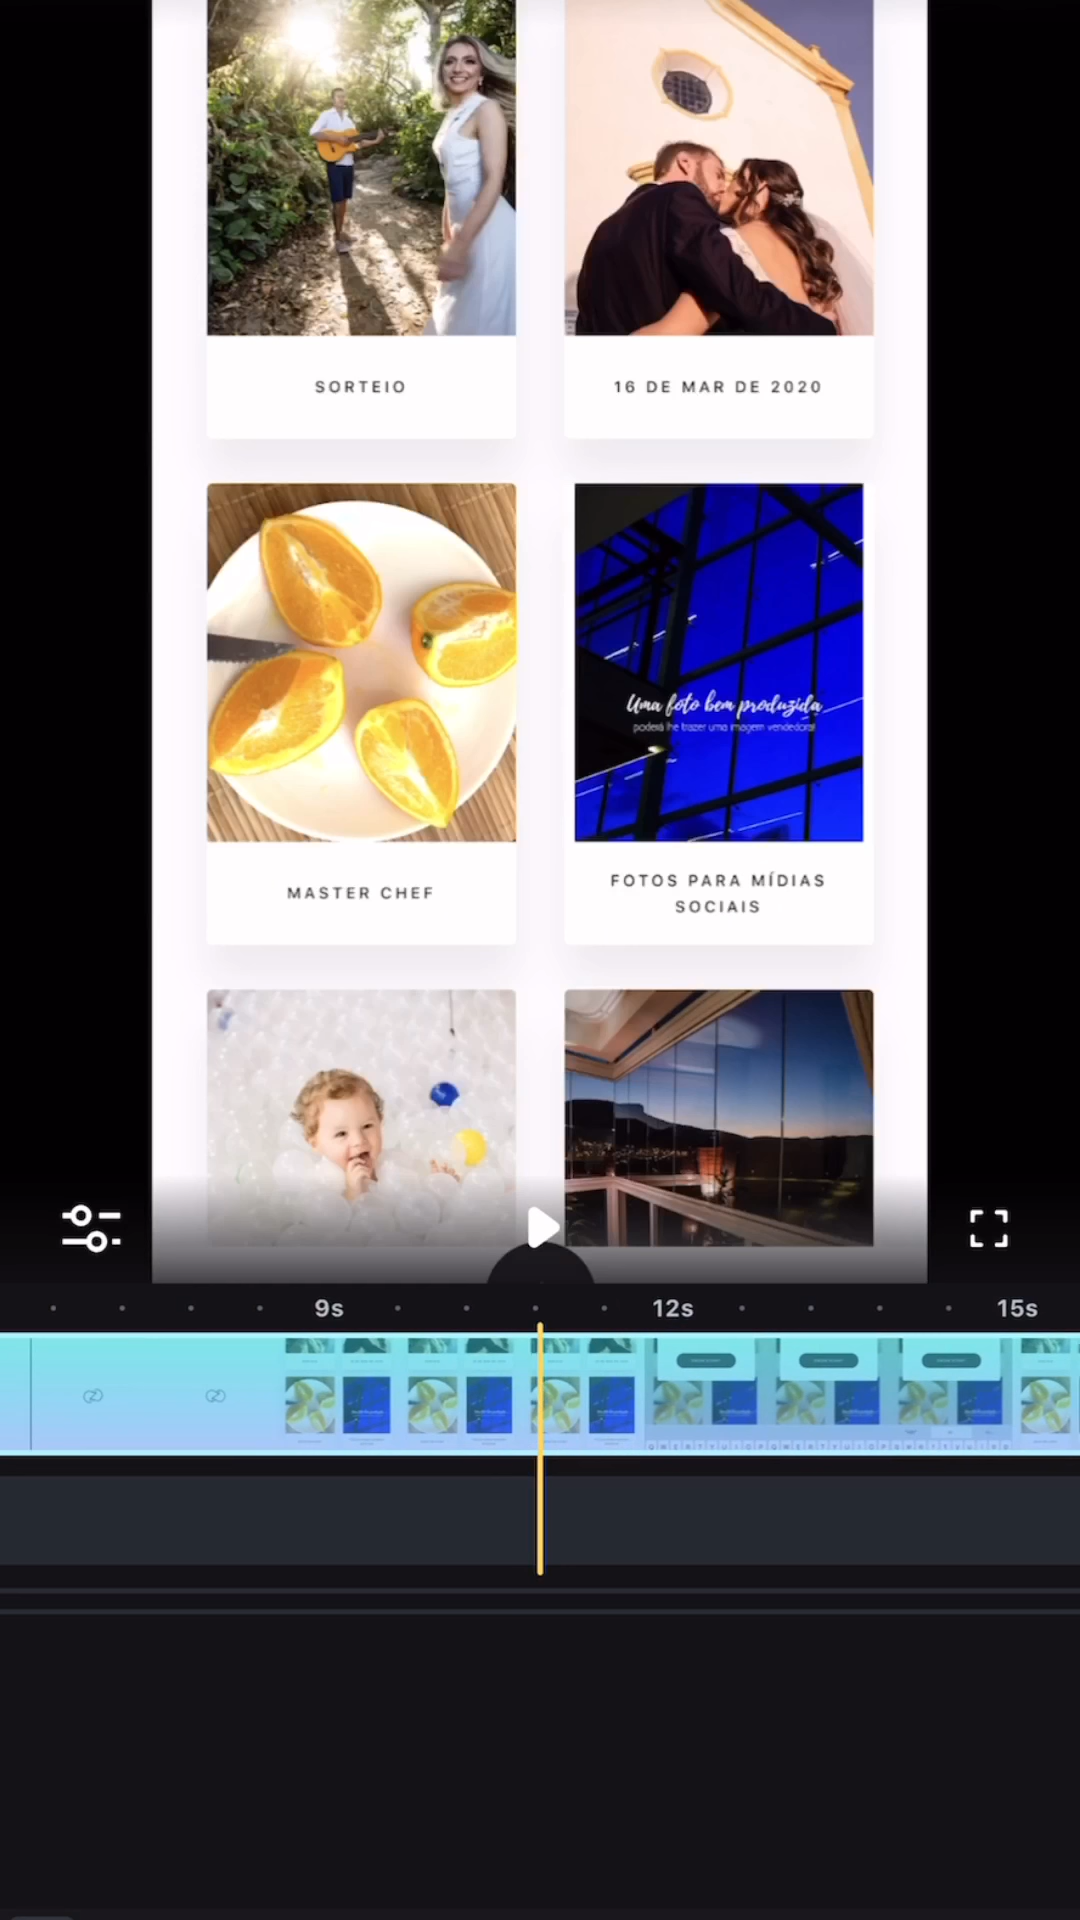 SORTEIO
16 DE MAR DE 2020
Uma foto bem produzida
poderá lhe trazer uma imagem vendedora!
MASTER CHEF
FOTOS PARA MÍDIAS
SOCIAIS
9s
12s
15s